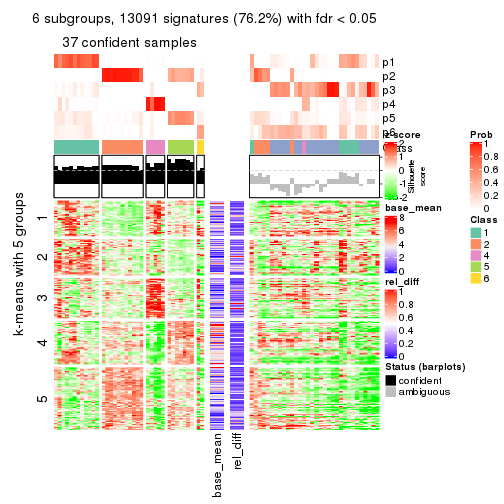 6 subgroups, 13091 signatures (76.2%) with fdr < 0.05
37 confident samples
p1
p2
p3
p4
p5
p6
Class
Silhouette
score
k-means with 5 groups
1
2
3
4
5
base_mean
rel_diff
z-score
2
1
0
-1
-2
base_mean
8
6
4
2
0
rel_diff
1
0.8
0.6
0.4
0.2
0
Prob
1
0.8
0.6
0.4
0.2
0
Class
1
2
4
5
6
Status (barplots)
confident
ambiguous